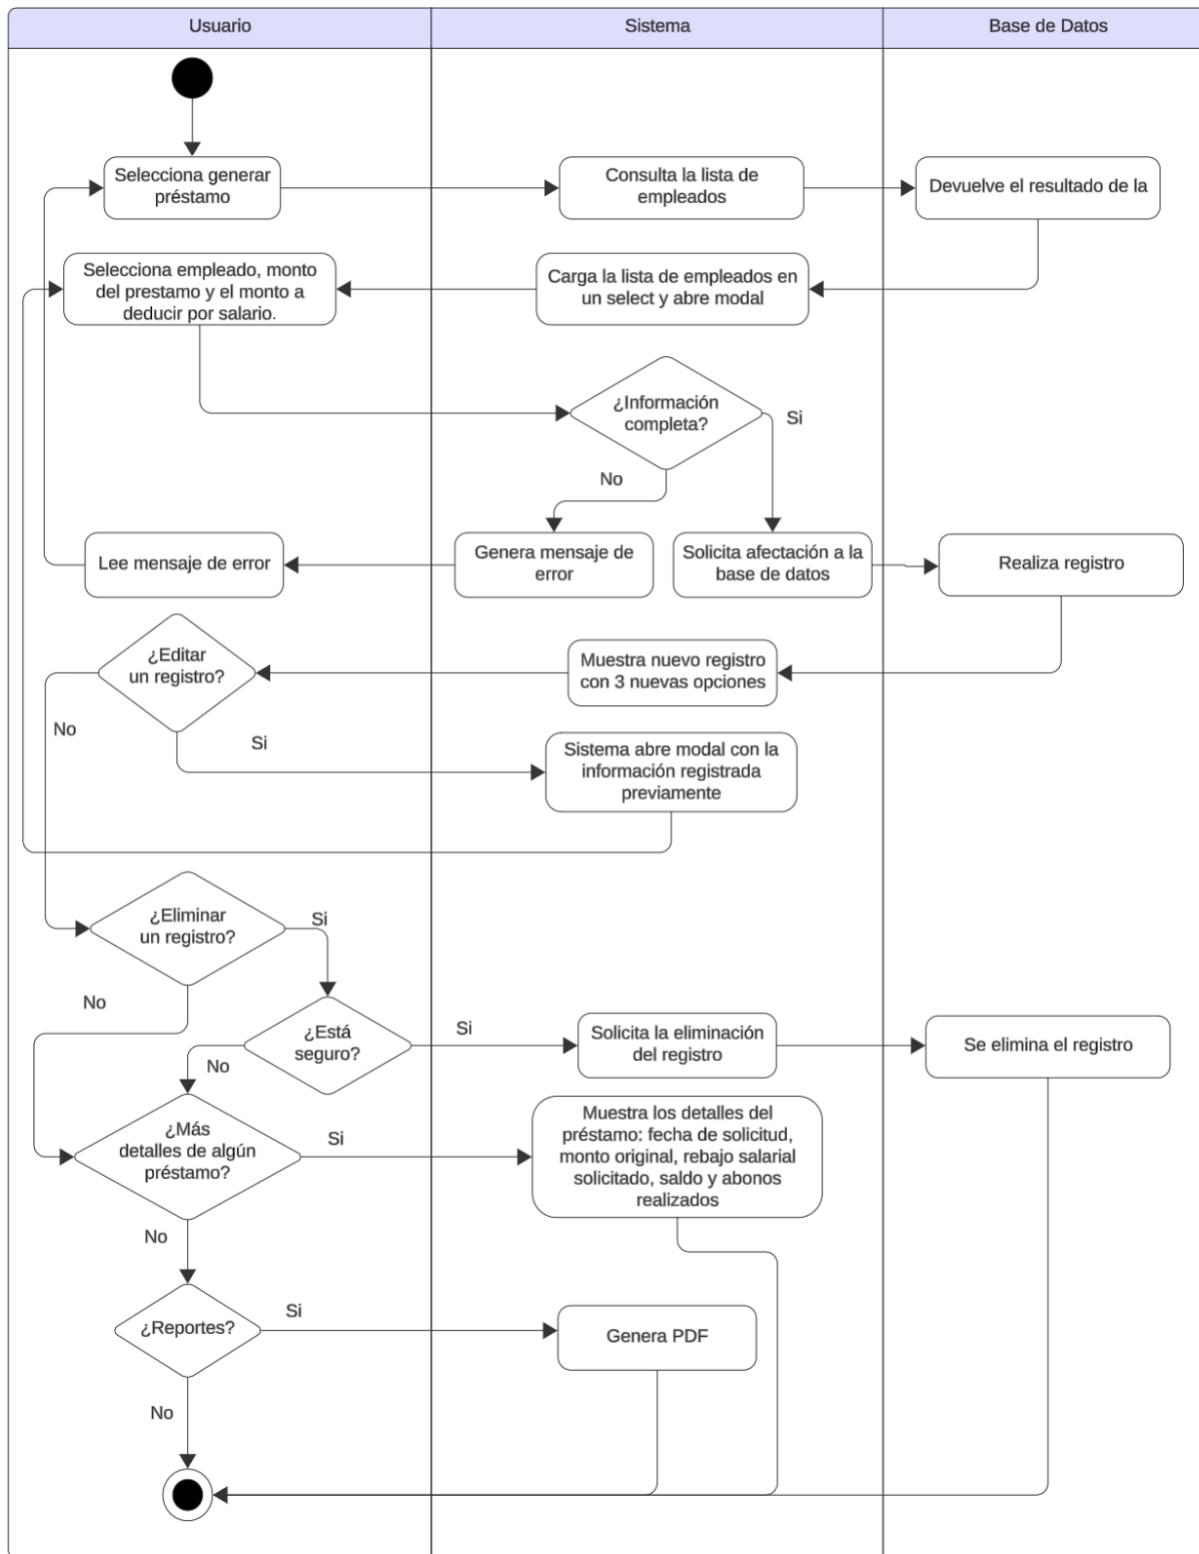 Usuario
Sistema
Base de Datos
Selecciona generar
préstamo
Consulta la lista de
empleados
Devuelve el resultado de la
Selecciona empleado, monto
del prestamo y el monto a
deducir por salario.
Carga la lista de empleados en
un select y abre modal
¿Información
completa?
Si
No
Lee mensaje de error
Genera mensaje de
error
Solicita afectación a la
base de datos
Realiza registro
¿Editar
un registro?
Muestra nuevo registro
con 3 nuevas opciones
No
Si
Sistema abre modal con la
información registrada
previamente
¿Eliminar
un registro?
Si
No
¿Está
seguro?
Si
No
Solicita la eliminación
del registro
Se elimina el registro
¿Más
detalles de algún
préstamo?
Si
Muestra los detalles del
préstamo: fecha de solicitud,
monto original, rebajo salarial
solicitado, saldo y abonos
realizados
No
¿Reportes?
Si
Genera PDF
No